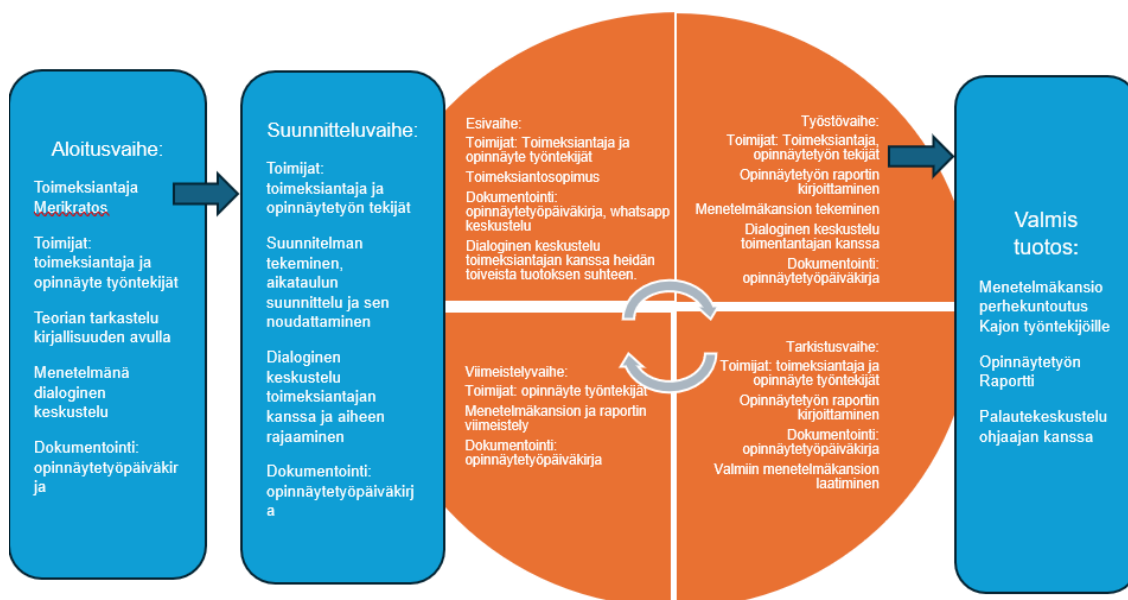 Aloitusvaihe:
Toimeksiantaja
Merikratos
Toimijat:
toimeksiantaja ja
opinnäyte työntekijät
Teorian tarkastelu
kirjallisuuden avulla
Menetelmänä
dialoginen
keskustelu
Dokumentointi:
opinnäytetyöpäiväkir
ja
Suunnitteluvaihe:
Toimijat:
toimeksiantaja ja
opinnäytetyön tekijät
Suunnitelman
tekeminen,
aikataulun
suunnittelu ja sen
noudattaminen
Dialoginen
keskustelu
toimeksiantajan
kanssa ja aiheen
rajaaminen
Dokumentointi:
opinnäytetyöpäiväkirj
a
Esivaihe:
Toimijat: Toimeksiantaja ja
opinnäyte työntekijät
Toimeksiantosopimus
Dokumentointi:
opinnäytetyöpäiväkirja, whatsapp
keskustelu
Dialoginen keskustelu
toimeksiantajan kanssa heidän
toiveista tuotoksen suhteen.
Työstövaihe:
Toimijat: Toimeksiantaja,
opinnäytetyön tekijät
Opinnäytetyön raportin
kirjoittaminen
Menetelmäkansion tekeminen
Dialoginen keskustelu
toimentantajan kanssa
Dokumentointi:
opinnäytetyöpäiväkirja
Viimeistelyvaihe:
Toimijat: opinnäyte työntekijät
Menetelmäkansion ja raportin
viimeistely
Dokumentointi:
opinnäytetyöpäiväkirja
Tarkistusvaihe:
Toimijat: toimeksiantaja ja
opinnäyte työntekijät
Opinnäytetyön raportin
kirjoittaminen
Dokumentointi:
opinnäytetyöpäiväkirja
Valmiin menetelmäkansion
laatiminen
Valmis
tuotos:
Menetelmäkansio
perhekuntoutus
Kajon työntekijöille
Opinnäytetyön
Raportti
Palautekeskustelu
ohjaajan kanssa